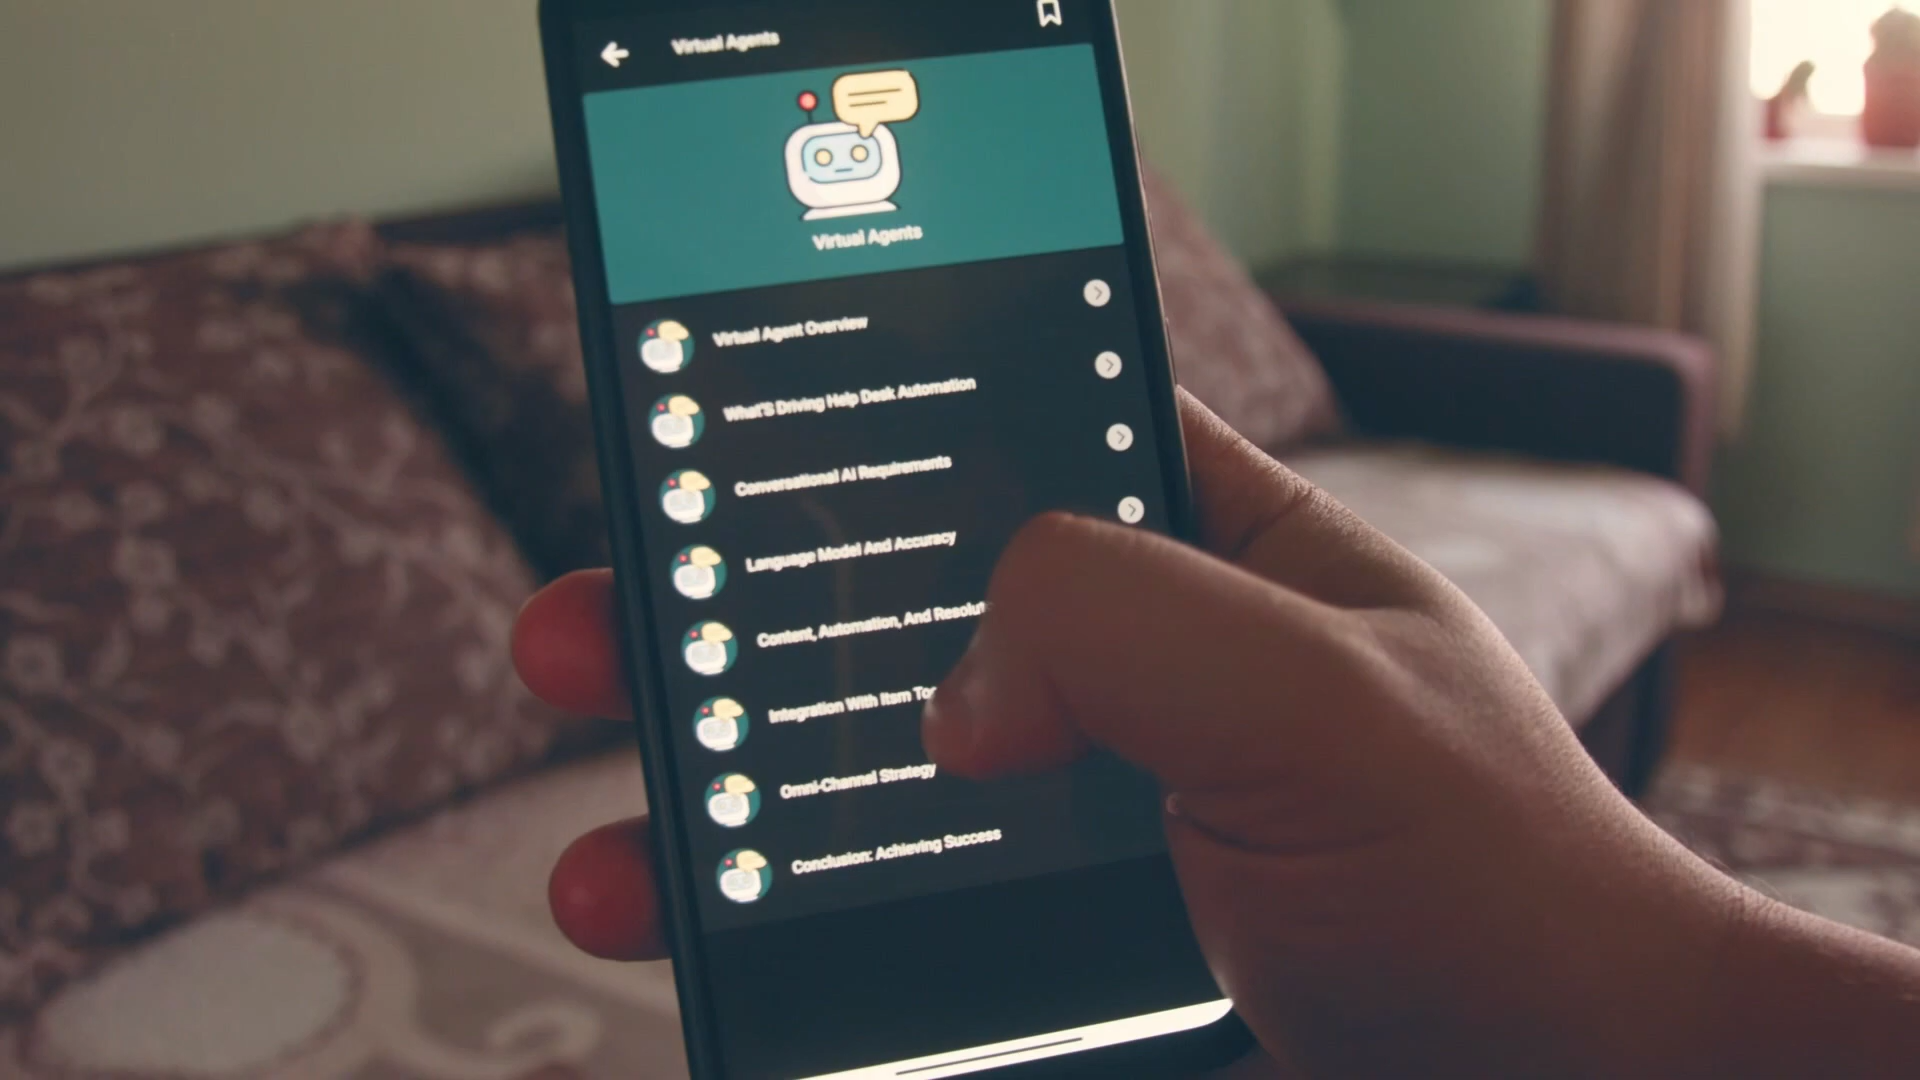 Virtual Agents
Virtual Agents
Virtual Agent Overview
What'S Driving Help Desk Automation
Conversational AI Requirements
Language Model And Accuracy
Content, Automation, And
Integration With Itsm
Omni-Channel Strategy
Conclusion: Achieving Success